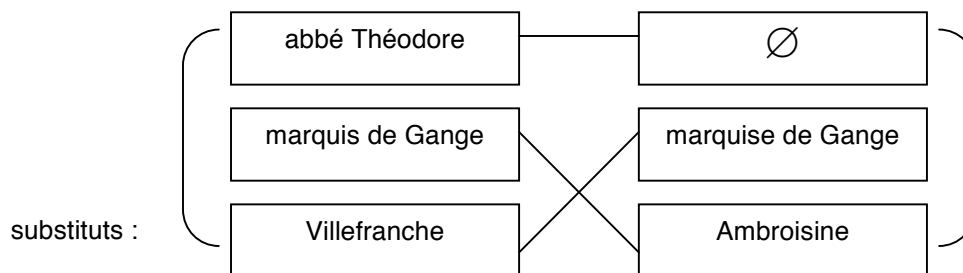 abbé Théodore ∅
marquis de Gange marquise de Gange
substituts : Villefranche Ambroisine